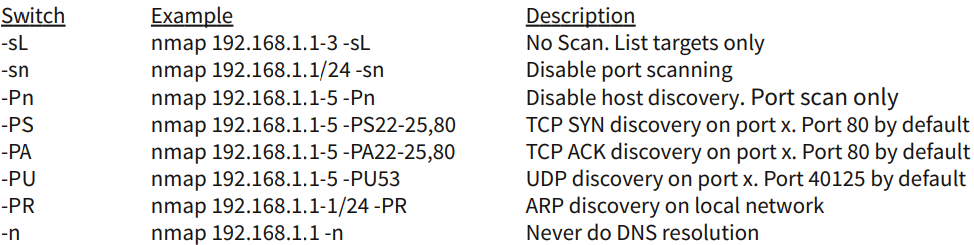 Switch Example Description
-sL nmap 192.168.1.1-3 -sL No Scan. List targets only
-sn nmap 192.168.1.1/24 -sn Disable port scanning
-Pn nmap 192.168.1.1-5 -Pn Disable host discovery. Port scan only
-PS nmap 192.168.1.1-5 -PS22-25,80 TCP SYN discovery on port x. Port 80 by default
-PA nmap 192.168.1.1-5 -PA22-25,80 TCP ACK discovery on port x. Port 80 by default
-PU nmap 192.168.1.1-5 -PU53 UDP discovery on port x. Port 40125 by default
-PR nmap 192.168.1.1-1/24 -PR ARP discovery on local network
-n nmap 192.168.1.1 -n Never do DNS resolution